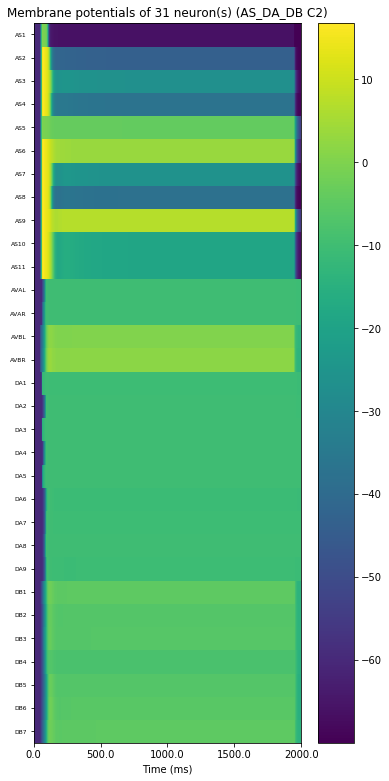 Membrane potentials of 31 neuron(s) (AS_DA_DB C2)
AS1
AS2
AS3
AS4
AS5
AS6
AS7
AS8
AS9
AS10
AS11
AVAL
AVAR
AVBL
AVBR
DA1
DA2
DA3
DA4
DA5
DA6
DA7
DA8
DA9
DB1
DB2
DB3
DB4
DB5
DB6
DB7
0.0 500.0 1000.0 1500.0 2000.0
Time (ms)
10
0
−10
−20
−30
−40
−50
−60